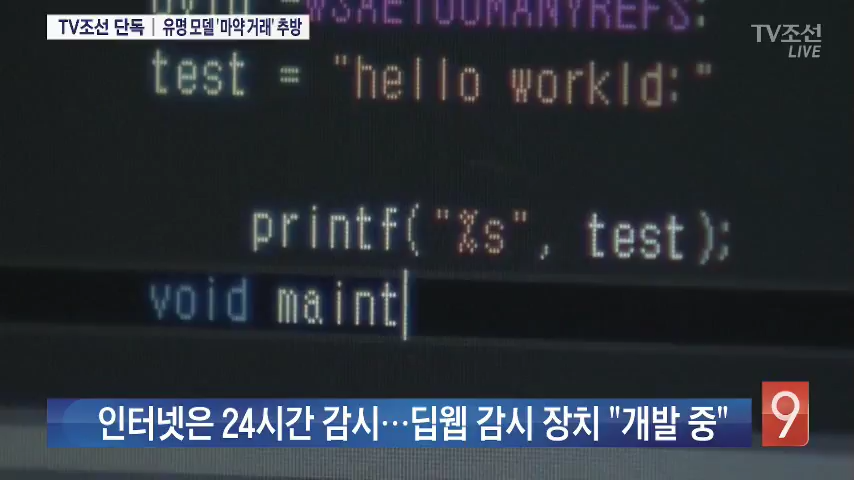 TV조선 단독 | 유명 모델 '마약 거래' 추방
TV조선
LIVE
WSAETOOMANYREFS:
test = "hello workld:"
printf("%s", test);
void maint
인터넷은 24시간 감시…딥웹 감시 장치 "개발 중"
9